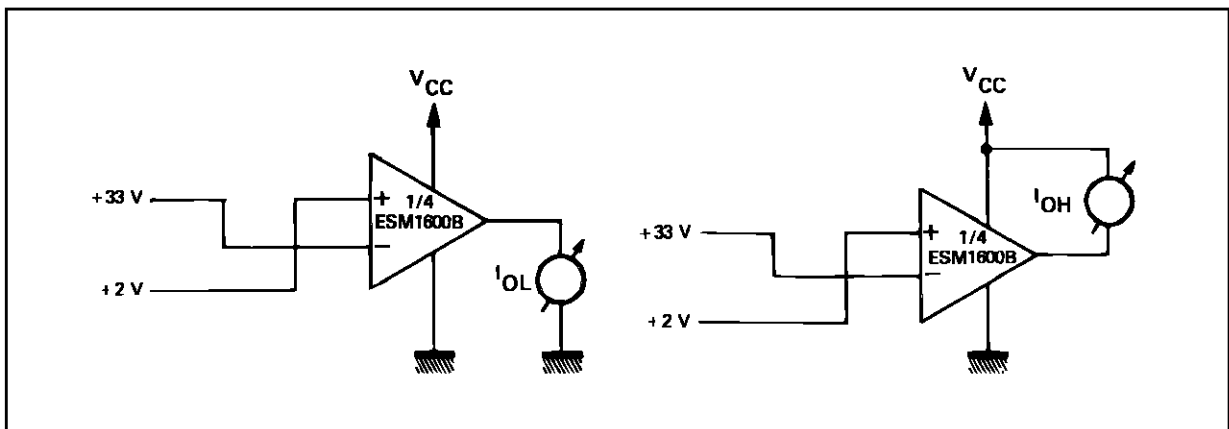 VCC
+33 V
+
1/4
ESM1600B
−
+2 V
IOL
VCC
IOH
+33 V
+
1/4
ESM1600B
−
+2 V